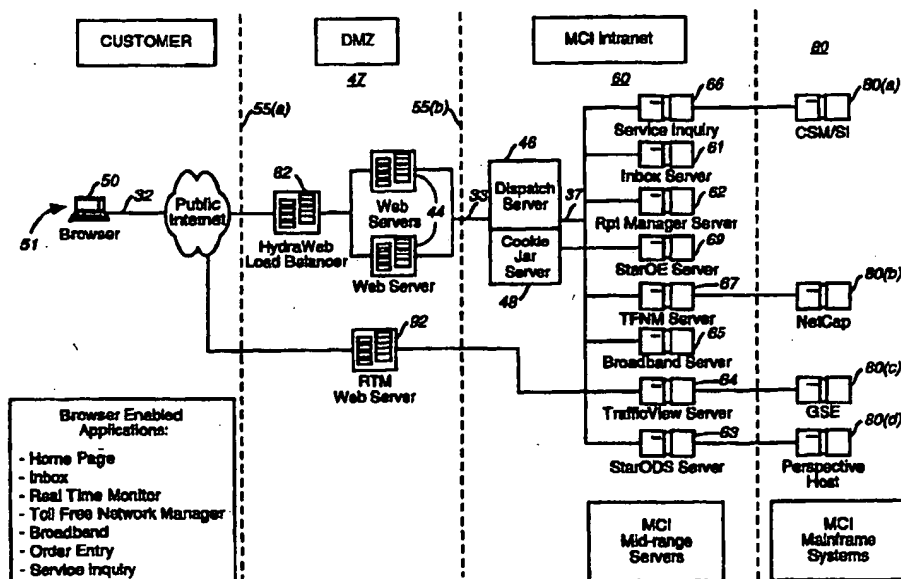 CUSTOMER
DMZ
MCI Intranet
47
60
80
55(a)
55(b)
66
80(a)
Service Inquiry
CSM/SI
46
61
Inbox Server
50
32
Public
Internet
82
Web
Servers
44
33
Dispatch
Server
37
62
Rpt Manager Server
51
Browser
HydraWeb
Load Balancer
Web Server
Cookie
Jar
Server
48
69
StarOE Server
67
80(b)
TFNM Server
NetCap
92
65
Broadband Server
RTM
Web Server
64
80(c)
TrafficView Server
GSE
63
80(d)
StarODS Server
Perspective
Host
Browser Enabled
Applications:
- Home Page
- Inbox
- Real Time Monitor
- Toll Free Network Manager
- Broadband
- Order Entry
- Service Inquiry
MCI
Mid-range
Servers
MCI
Mainframe
Systems